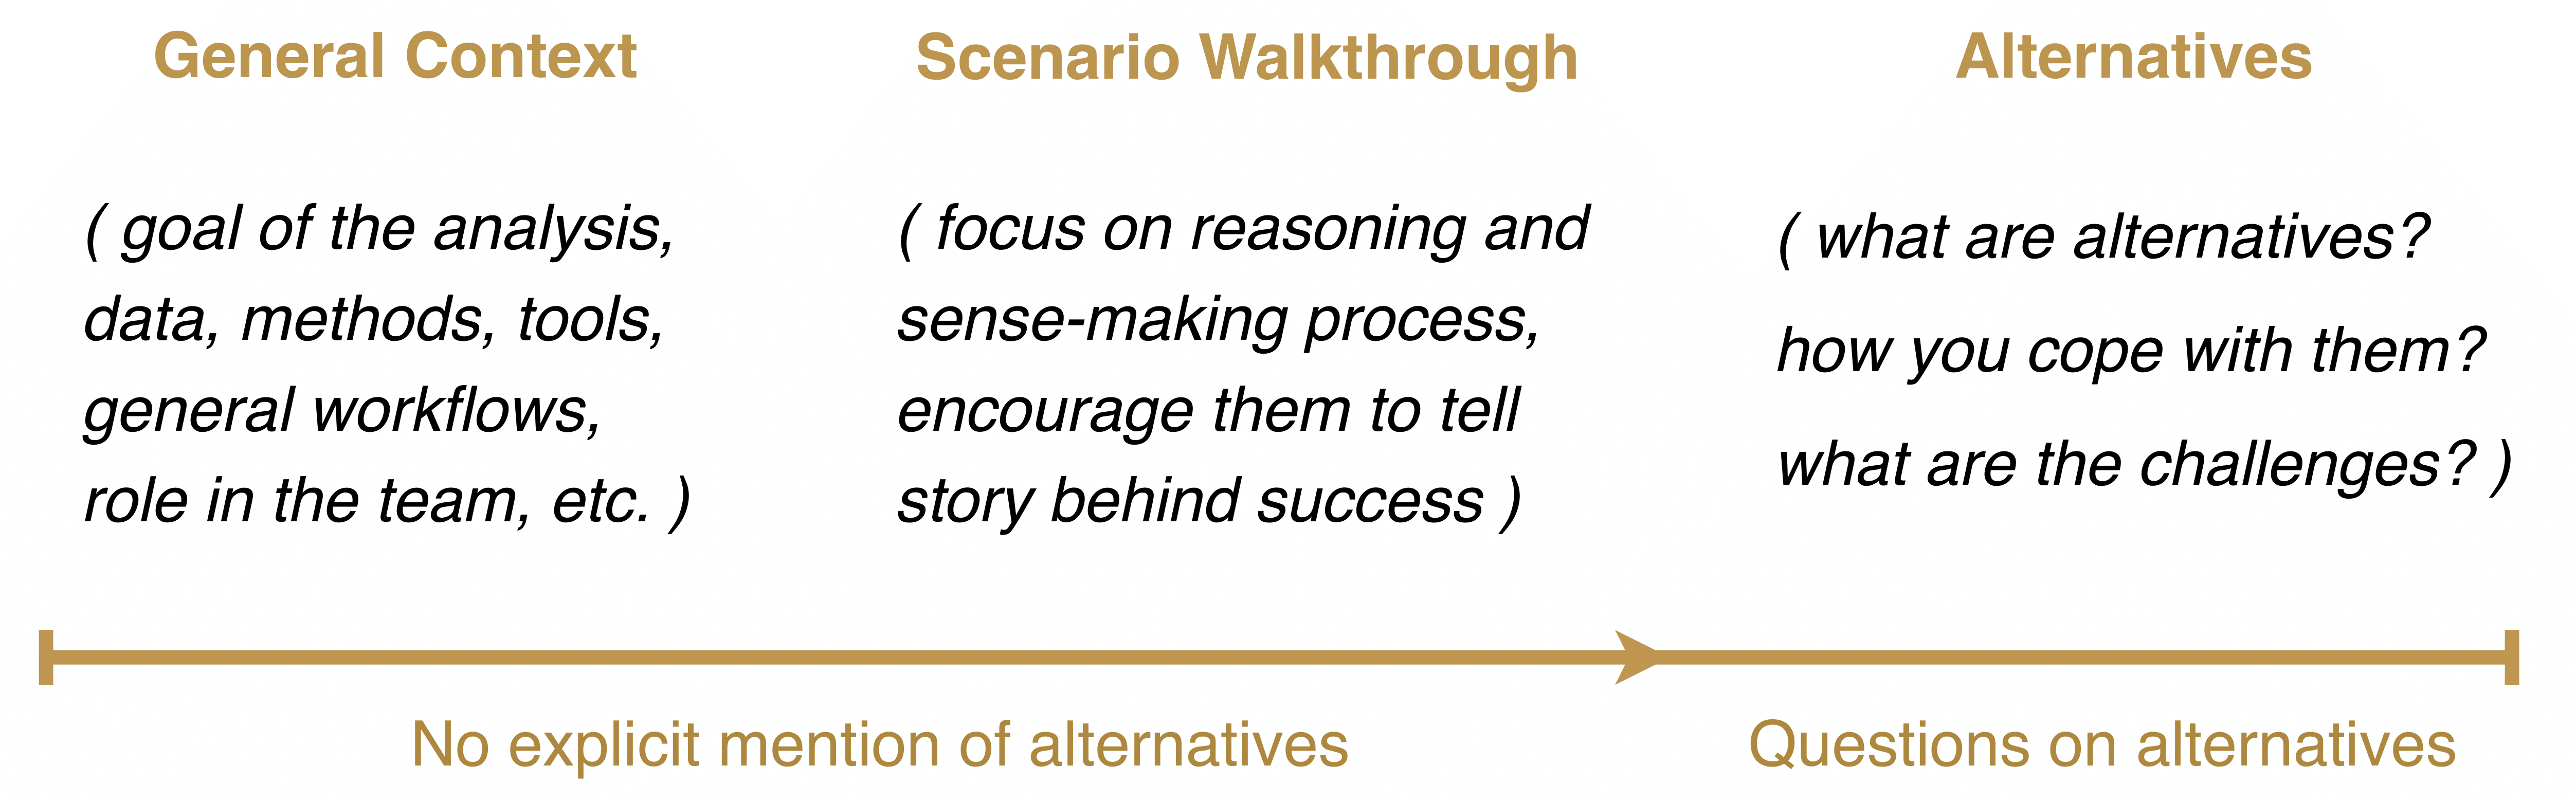 General Context
( goal of the analysis,
data, methods, tools,
general workflows,
role in the team, etc. )
Scenario Walkthrough
( focus on reasoning and
sense-making process,
encourage them to tell
story behind success )
Alternatives
( what are alternatives?
how you cope with them?
what are the challenges? )
No explicit mention of alternatives
Questions on alternatives